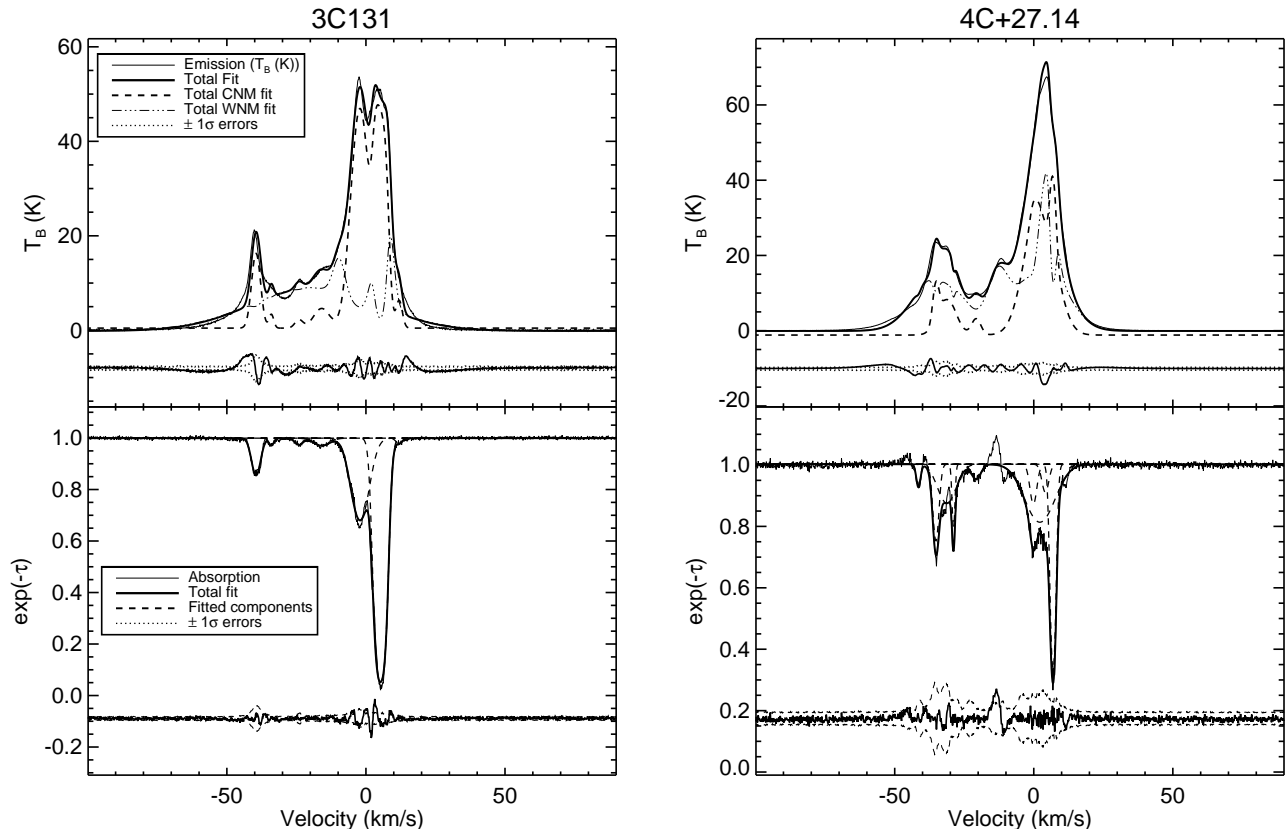 3C131
4C+27.14
60
40
20
0
T_B (K)
Emission (T_B (K))
Total Fit
Total CNM fit
Total WNM fit
± 1σ errors
80
60
40
20
0
-20
T_B (K)
1.0
0.8
0.6
0.4
0.2
0.0
-0.2
exp(-τ)
Absorption
Total fit
Fitted components
± 1σ errors
-50 0 50
Velocity (km/s)
1.0
0.8
0.6
0.4
0.2
0.0
exp(-τ)
-50 0 50
Velocity (km/s)